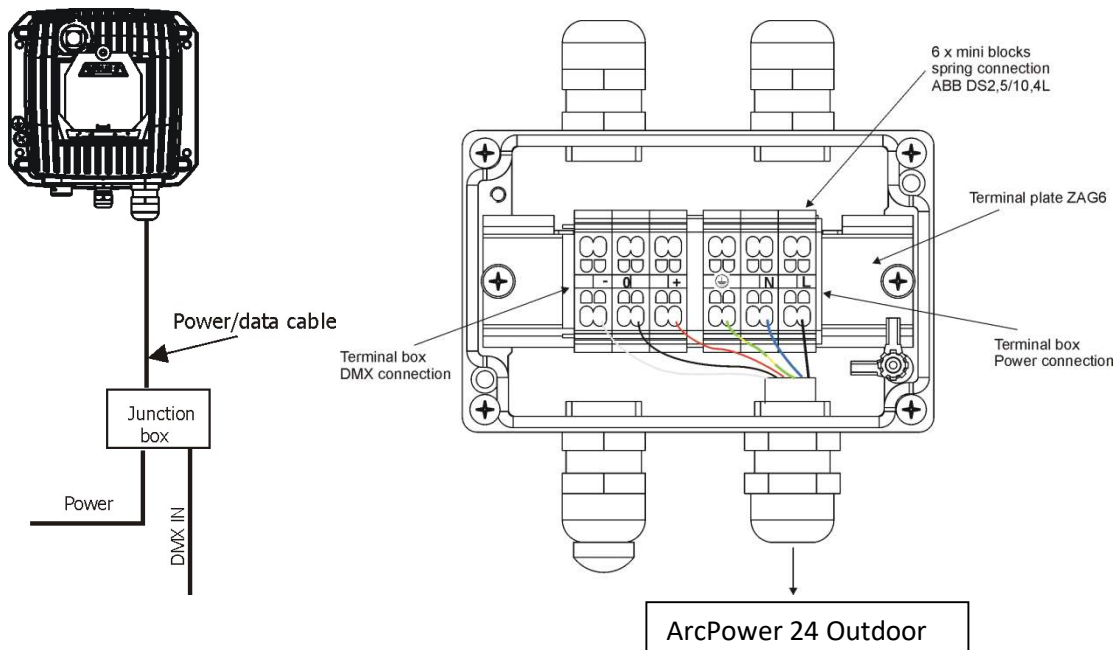 Power/data cable
Junction
box
Power
DMX IN
6 x mini blocks
spring connection
ABB DS2,5/10,4L
Terminal plate ZAG6
- 0 + N L
Terminal box
DMX connection
Terminal box
Power connection
ArcPower 24 Outdoor